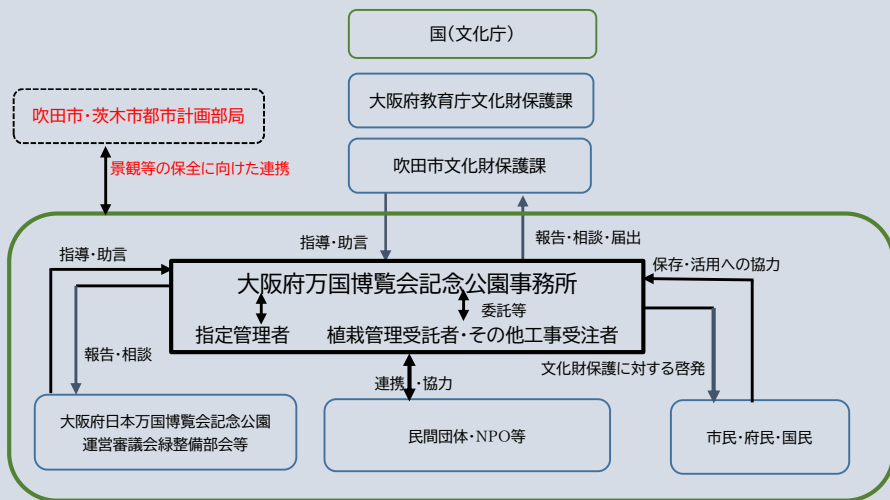 国(文化庁)
大阪府教育庁文化財保護課
吹田市・茨木市都市計画部局
吹田市文化財保護課
景観等の保全に向けた連携
指導・助言
報告・相談・届出
指導・助言
保存・活用への協力
大阪府万国博覧会記念公園事務所
委託等
指定管理者
植栽管理受託者・その他工事受注者
報告・相談
連携・協力
文化財保護に対する啓発
大阪府日本万国博覧会記念公園
運営審議会緑整備部会等
民間団体・NPO等
市民・府民・国民